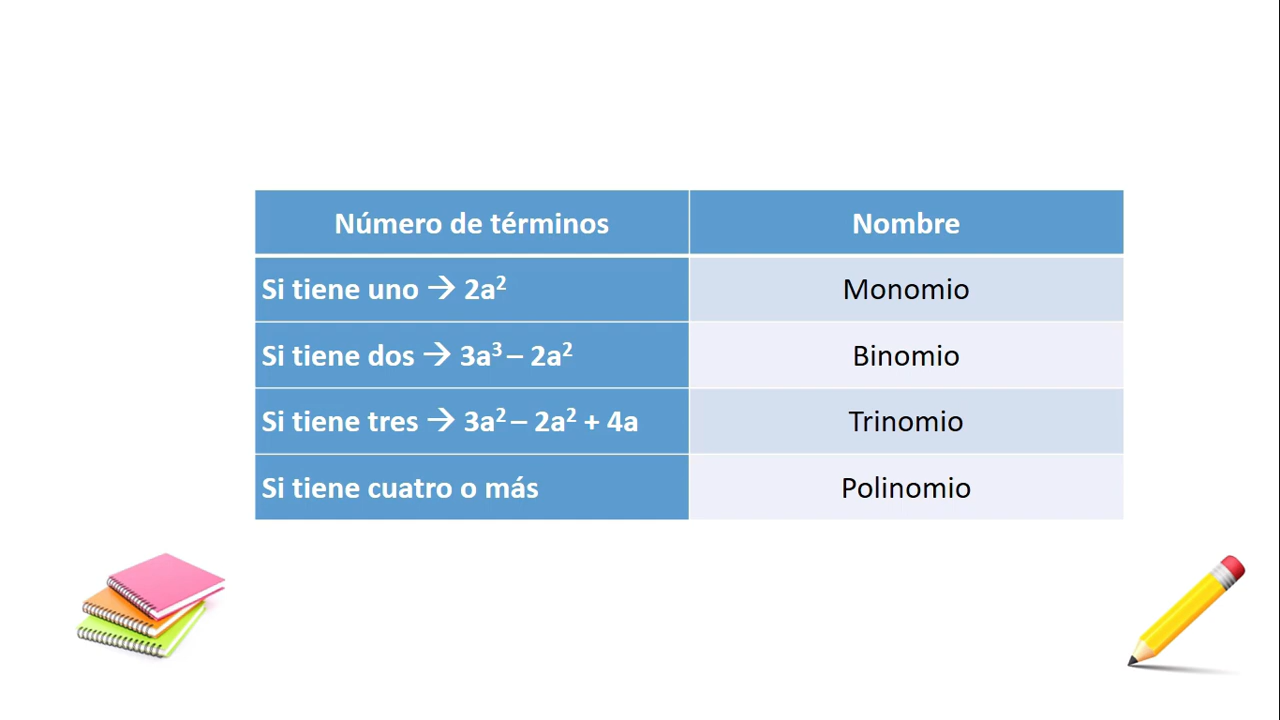 Número de términos
Nombre
Si tiene uno → 2a²
Monomio
Si tiene dos → 3a³ – 2a²
Binomio
Si tiene tres → 3a² – 2a² + 4a
Trinomio
Si tiene cuatro o más
Polinomio